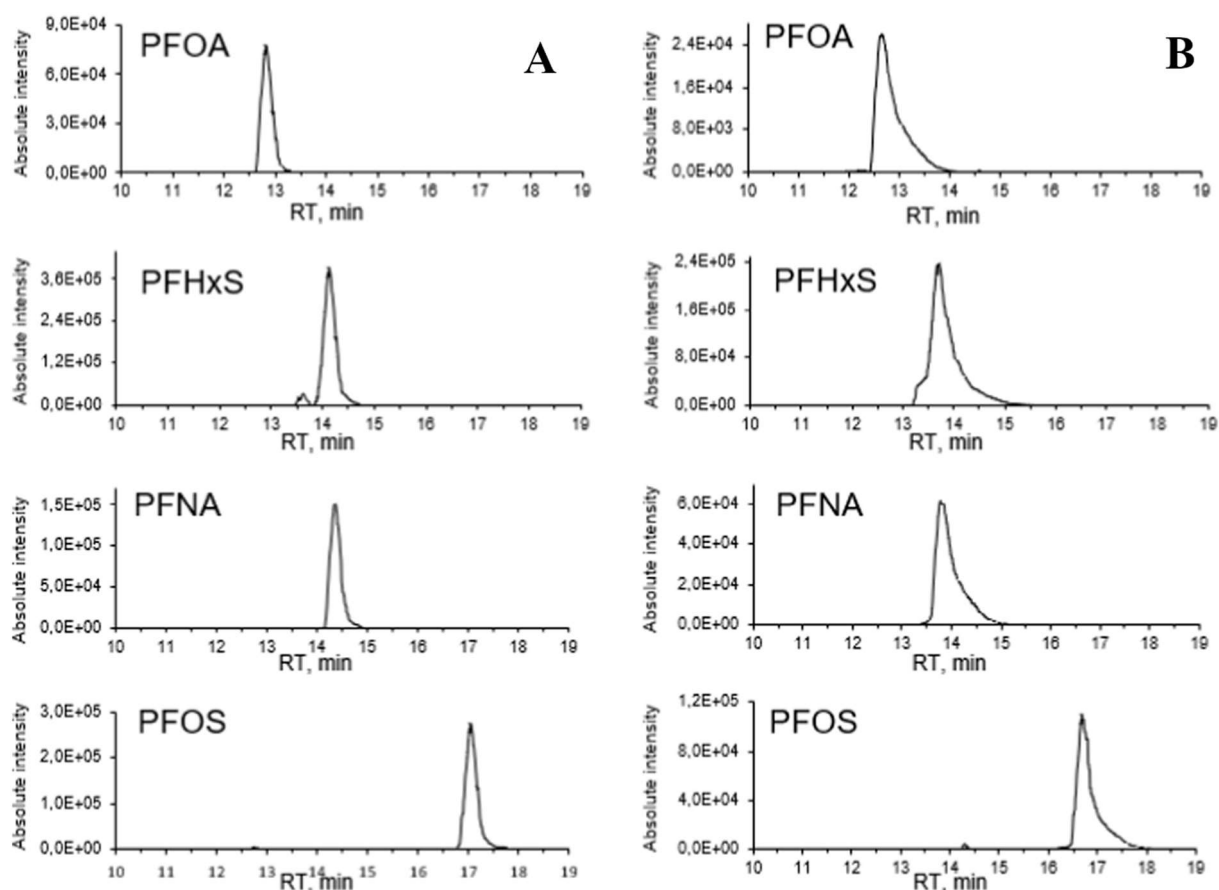 PFOA
A
Absolute intensity
9,0E+04
6,0E+04
3,0E+04
0,0E+00
10 11 12 13 14 15 16 17 18 19
RT, min
PFOA
B
Absolute intensity
2,4E+04
1,6E+04
8,0E+03
0,0E+00
10 11 12 13 14 15 16 17 18 19
RT, min
PFHxS
Absolute intensity
3,6E+05
2,4E+05
1,2E+05
0,0E+00
10 11 12 13 14 15 16 17 18 19
RT, min
PFHxS
Absolute intensity
2,4E+05
1,6E+05
8,0E+04
0,0E+00
10 11 12 13 14 15 16 17 18 19
RT, min
PFNA
Absolute intensity
1,5E+05
1,0E+05
5,0E+04
0,0E+00
10 11 12 13 14 15 16 17 18 19
RT, min
PFNA
Absolute intensity
6,0E+04
4,0E+04
2,0E+04
0,0E+00
10 11 12 13 14 15 16 17 18 19
RT, min
PFOS
Absolute intensity
3,0E+05
2,0E+05
1,0E+05
0,0E+00
10 11 12 13 14 15 16 17 18 19
RT, min
PFOS
Absolute intensity
1,2E+05
8,0E+04
4,0E+04
0,0E+00
10 11 12 13 14 15 16 17 18 19
RT, min